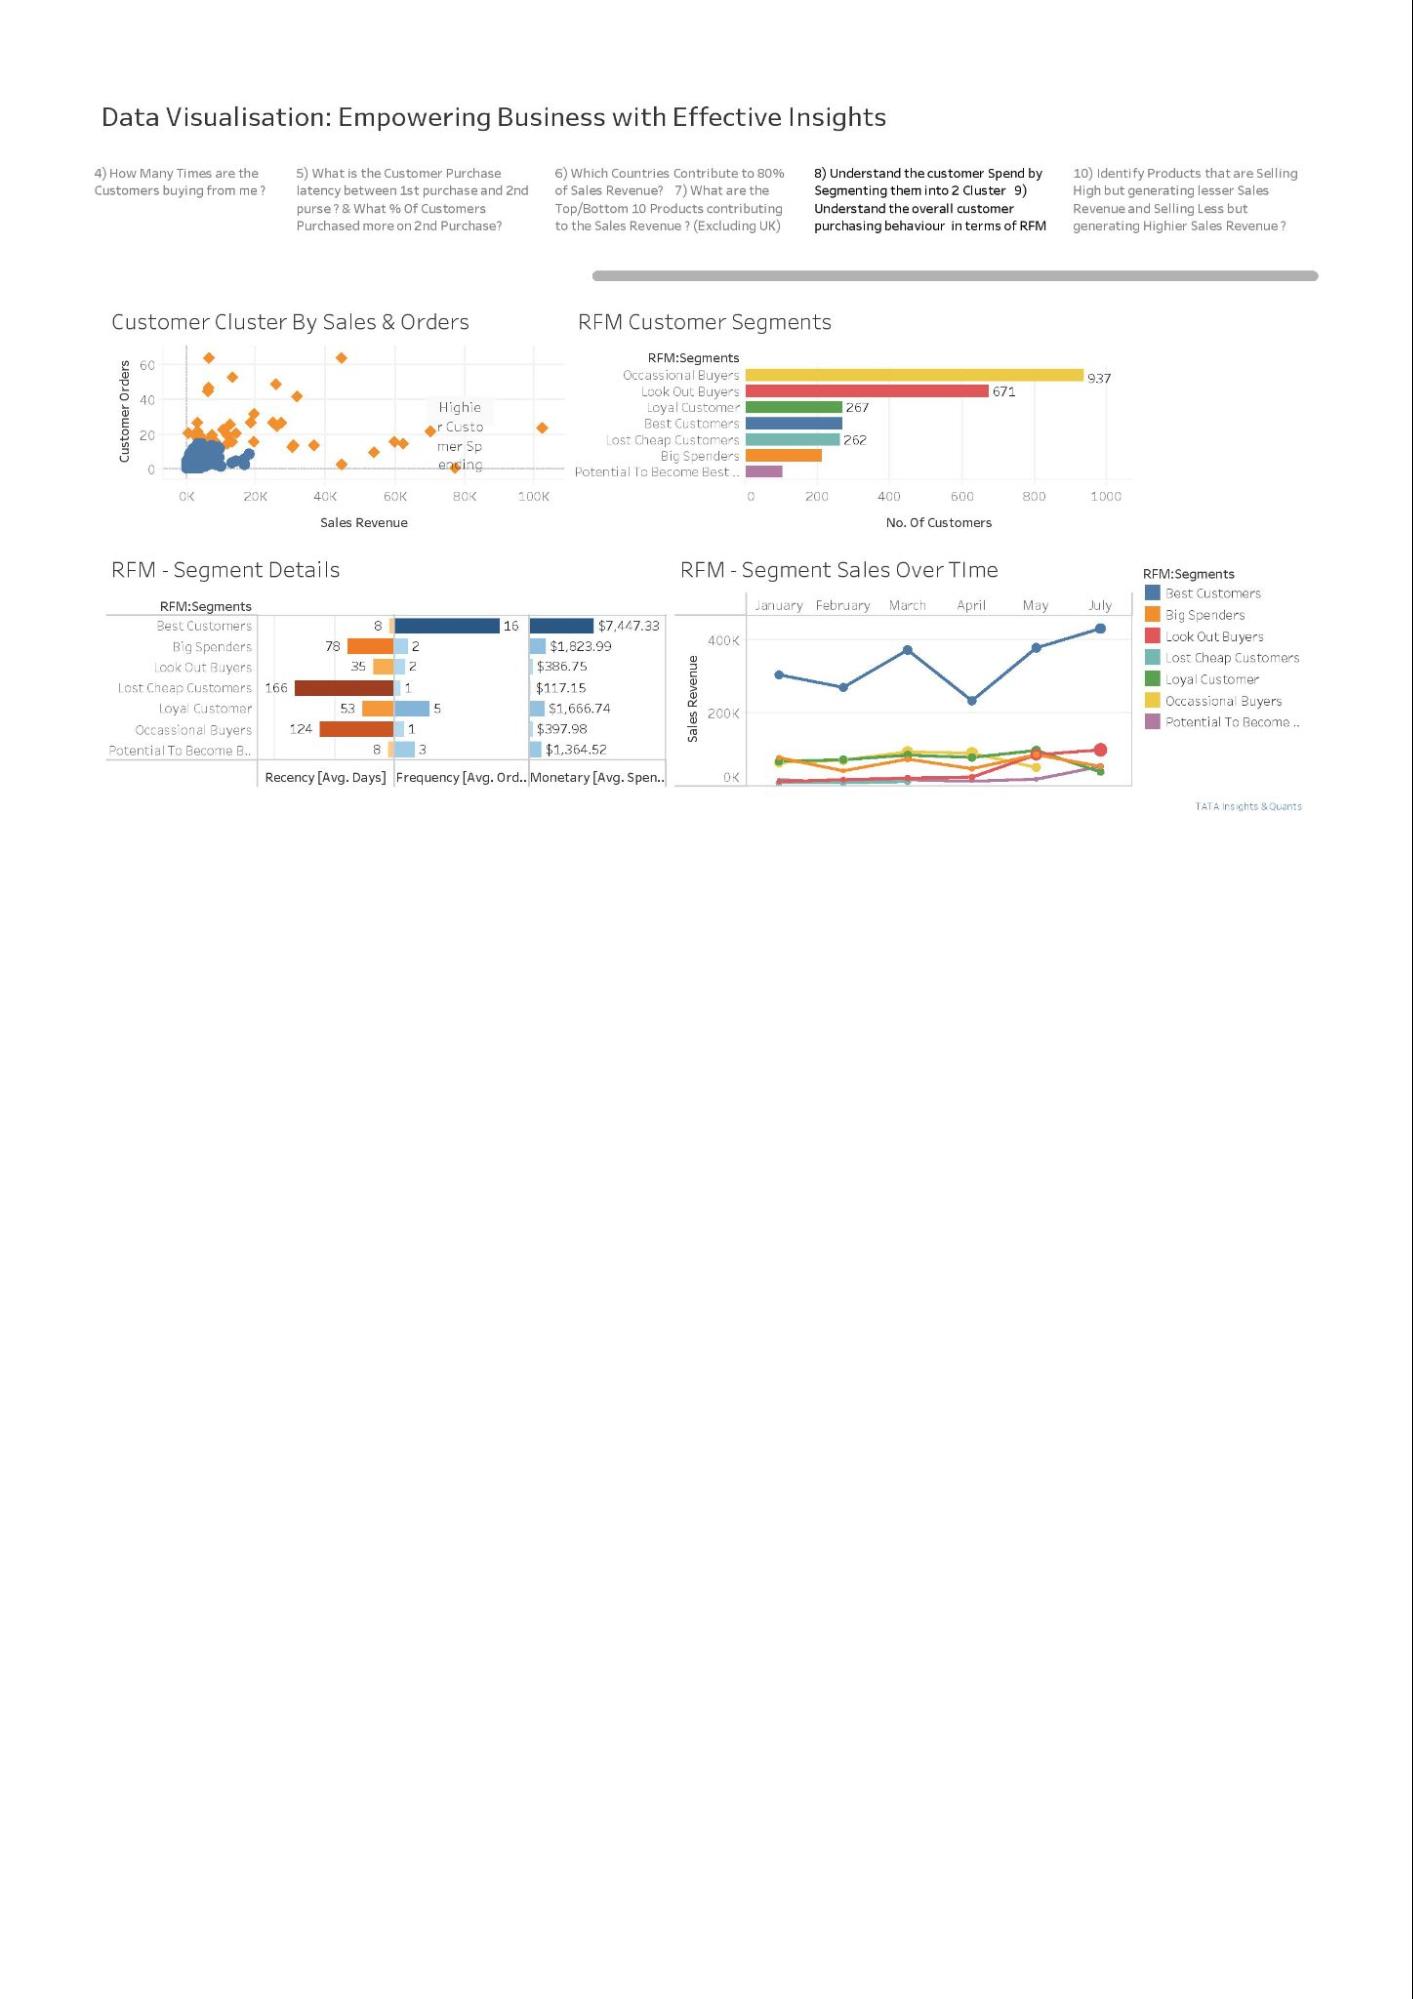 Data Visualisation: Empowering Business with Effective Insights
4) How Many Times are the
Customers buying from me ?
5) What is the Customer Purchase
latency between 1st purchase and 2nd
purse ? & What % Of Customers
Purchased more on 2nd Purchase?
6) Which Countries Contribute to 80%
of Sales Revenue? 7) What are the
Top/Bottom 10 Products contributing
to the Sales Revenue ? (Excluding UK)
8) Understand the customer Spend by
Segmenting them into 2 Cluster 9)
Understand the overall customer
purchasing behaviour in terms of RFM
10) Identify Products that are Selling
High but generating lesser Sales
Revenue and Selling Less but
generating Highier Sales Revenue ?
Customer Cluster By Sales & Orders
Customer Orders
60
40
20
0
Highie
r Custo
mer Sp
ending
0K 20K 40K 60K 80K 100K
Sales Revenue
RFM Customer Segments
RFM:Segments
Occassional Buyers 937
Look Out Buyers 671
Loyal Customer 267
Best Customers
Lost Cheap Customers 262
Big Spenders
Potential To Become Best ..
0 200 400 600 800 1000
No. Of Customers
RFM - Segment Details
RFM:Segments
Best Customers 8 16 $7,447.33
Big Spenders 78 2 $1,823.99
Look Out Buyers 35 2 $386.75
Lost Cheap Customers 166 1 $117.15
Loyal Customer 53 5 $1,666.74
Occassional Buyers 124 1 $397.98
Potential To Become B.. 8 3 $1,364.52
Recency [Avg. Days] Frequency [Avg. Ord.. Monetary [Avg. Spen..
RFM - Segment Sales Over TIme
January February March April May July
Sales Revenue
400K
200K
0K
RFM:Segments
Best Customers
Big Spenders
Look Out Buyers
Lost Cheap Customers
Loyal Customer
Occassional Buyers
Potential To Become ..
TATA Insights & Quants